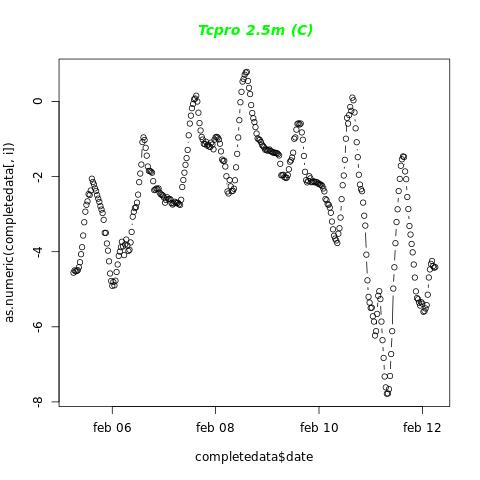 Tcpro 2.5m (C)
as.numeric(completedata[, i])
0
-2
-4
-6
-8
feb 06 feb 08 feb 10 feb 12
completedata$date